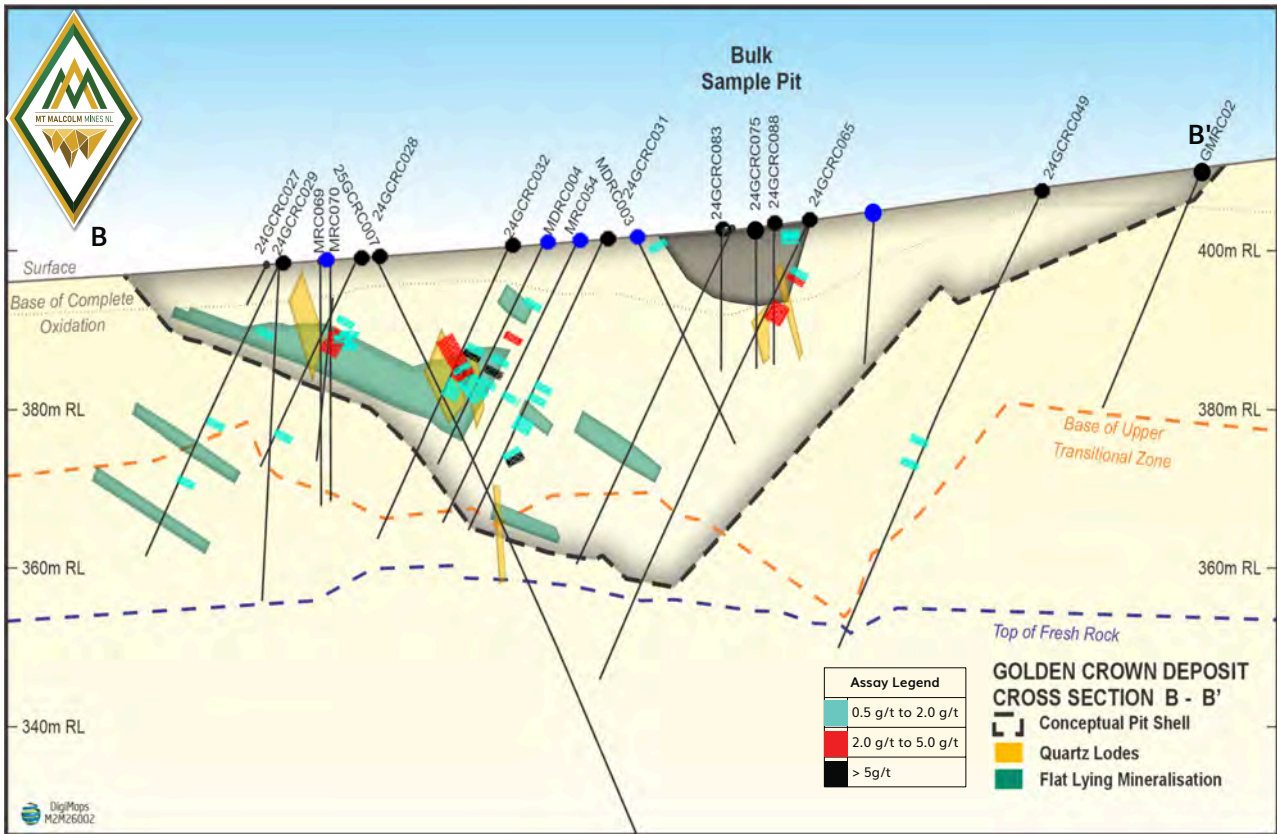 MT MALCOLM MINES NL
Bulk
Sample Pit
B
B'
24GCRC027
24GCRC029
MRC069
MRC070
25GCRC007
24GCRC028
24GCRC032
MDRC004
MRC054
MDRC003
24GCRC031
24GCRC083
24GCRC075
24GCRC088
24GCRC065
24GCRC049
GMRC02
Surface
Base of Complete
Oxidation
400m RL
380m RL
380m RL
Base of Upper
Transitional Zone
360m RL
360m RL
Top of Fresh Rock
340m RL
Assay Legend
0.5 g/t to 2.0 g/t
2.0 g/t to 5.0 g/t
> 5g/t
GOLDEN CROWN DEPOSIT
CROSS SECTION B - B’
Conceptual Pit Shell
Quartz Lodes
Flat Lying Mineralisation
DigiMaps
M2M26002